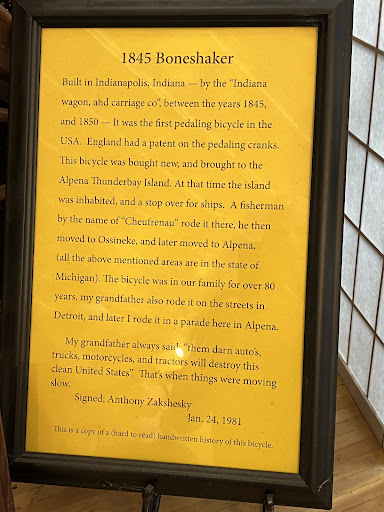 1845 Boneshaker
Built in Indianapolis, Indiana — by the "Indiana
wagon, ahd carriage co", between the years 1845,
and 1850 — It was the first pedaling bicycle in the
USA.  England had a patent on the pedaling cranks.
This bicycle was bought new, and brought to the
Alpena Thunderbay Island. At that time the island
was inhabited, and a stop over for ships.  A fisherman
by the name of "Cheufrenau" rode it there, he then
moved to Ossineke, and later moved to Alpena,
(all the above mentioned areas are in the state of
Michigan). The bicycle was in our family for over 80
years, my grandfather also rode it on the streets in
Detroit, and later I rode it in a parade here in Alpena.
My grandfather always said; "them darn auto's,
trucks, motorcycles, and tractors will destroy this
clean United States".  That's when things were moving
slow.
Signed; Anthony Zakshesky
Jan. 24, 1981
This is a copy of a (hard to read) handwritten history of this bicycle.